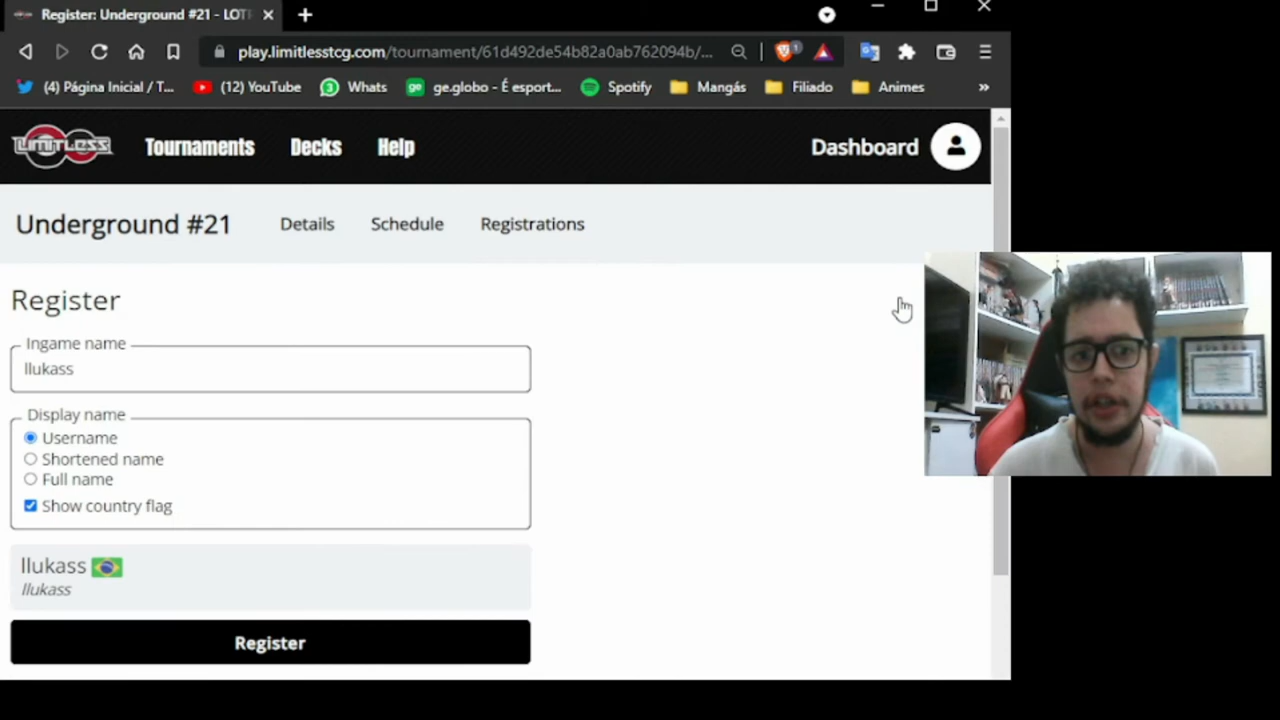 Register: Underground #21 - LOT
play.limitlesstcg.com/tournament/61d492de54b82a0ab762094b/...
1
(4) Página Inicial / T...
(12) YouTube
Whats
ge.globo - É esport...
Spotify
Mangás
Filiado
Animes
»
LIMITLESS
Tournaments
Decks
Help
Dashboard
Underground #21
Details
Schedule
Registrations
Register
Ingame name
llukass
Display name
Username
Shortened name
Full name
Show country flag
llukass
llukass
Register